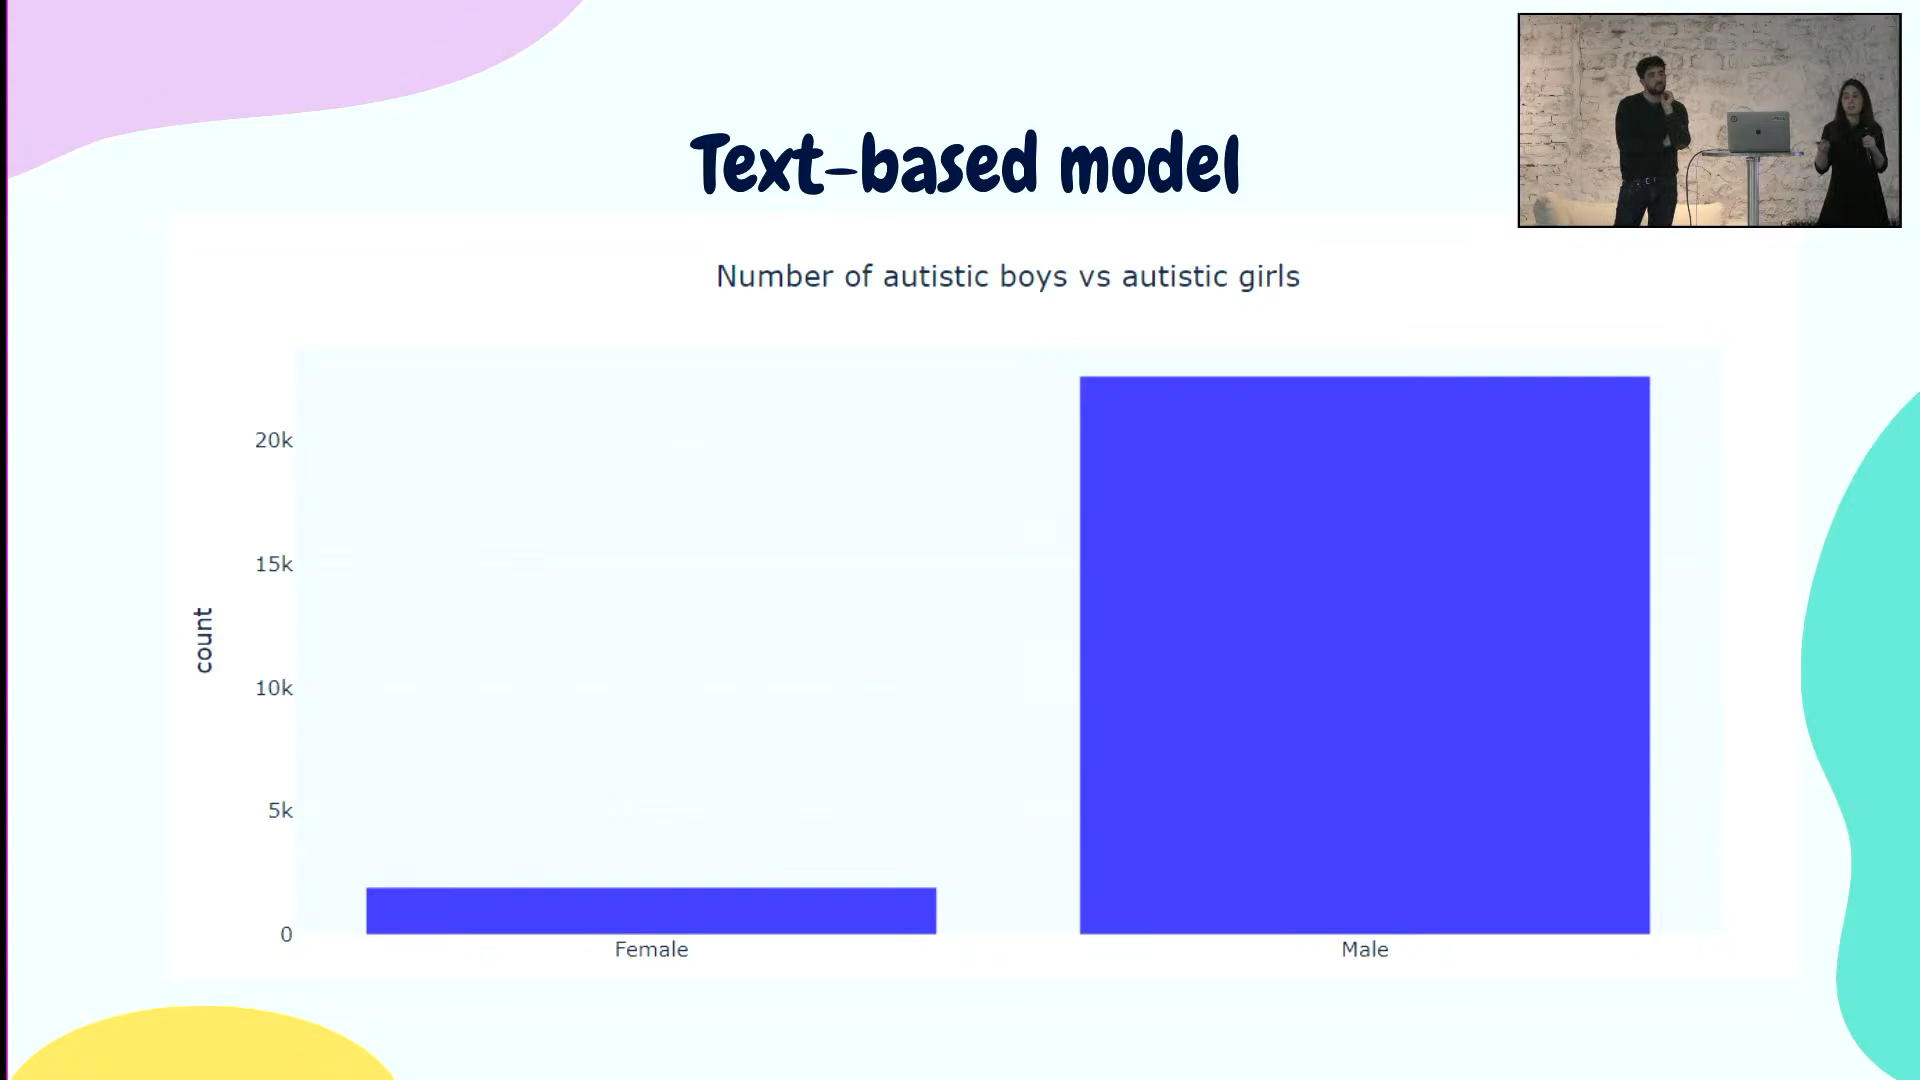 Text-based model
Number of autistic boys vs autistic girls
20k
15k
10k
5k
0
count
Female
Male